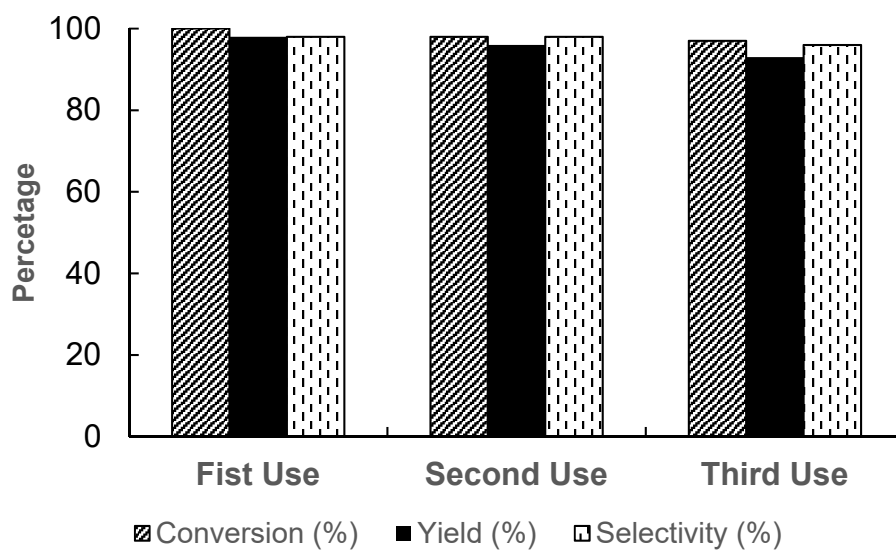 100
80
60
40
20
0
Percetage
Fist Use
Second Use
Third Use
Conversion (%)
Yield (%)
Selectivity (%)